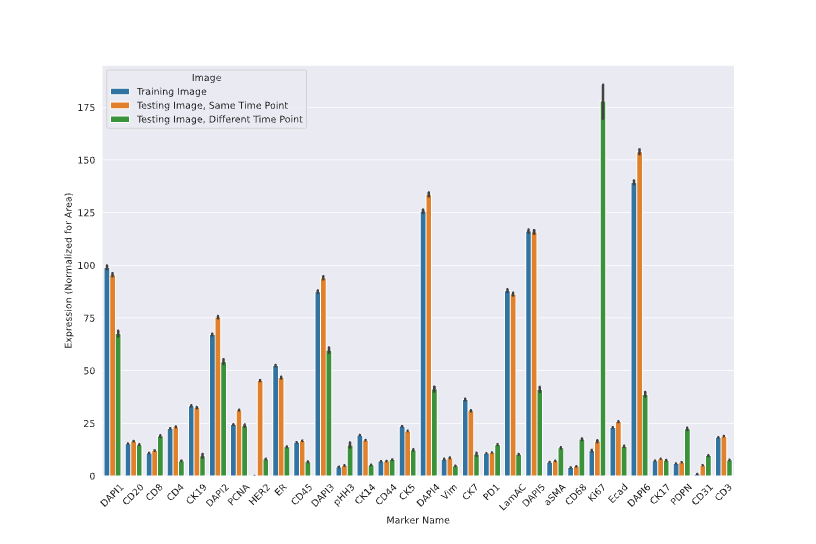 Image
Training Image
Testing Image, Same Time Point
Testing Image, Different Time Point
175
150
125
100
75
50
25
0
Expression (Normalized for Area)
DAPI1
CD20
CD8
CD4
CK19
DAPI2
PCNA
HER2
ER
CD45
DAPI3
pHH3
CK14
CD44
CK5
DAPI4
Vim
CK7
PD1
LamAC
DAPI5
aSMA
CD68
Ki67
Ecad
DAPI6
CK17
PDPN
CD31
CD3
Marker Name